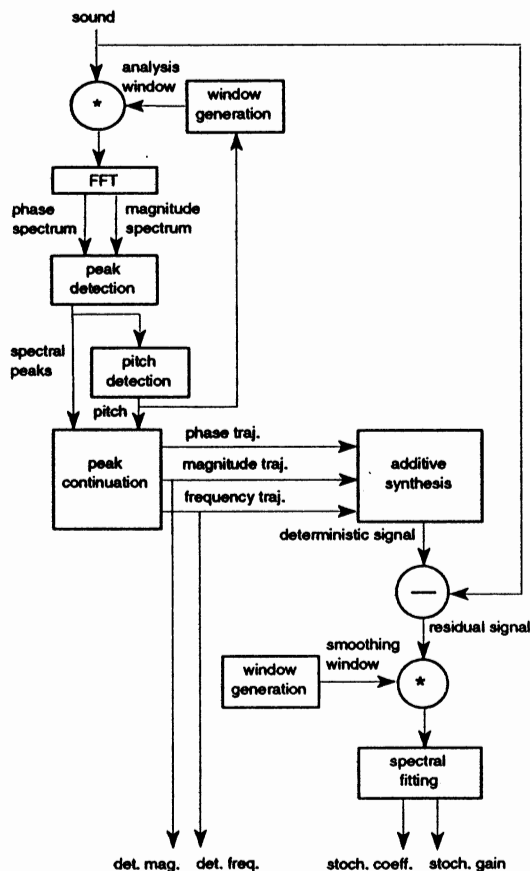 sound
analysis
window
*
window
generation
FFT
phase
spectrum
magnitude
spectrum
peak
detection
spectral
peaks
pitch
detection
pitch
peak
continuation
phase traj.
magnitude traj.
frequency traj.
additive
synthesis
deterministic signal
—
residual signal
smoothing
window
window
generation
*
spectral
fitting
det. mag.
det. freq.
stoch. coeff.
stoch. gain